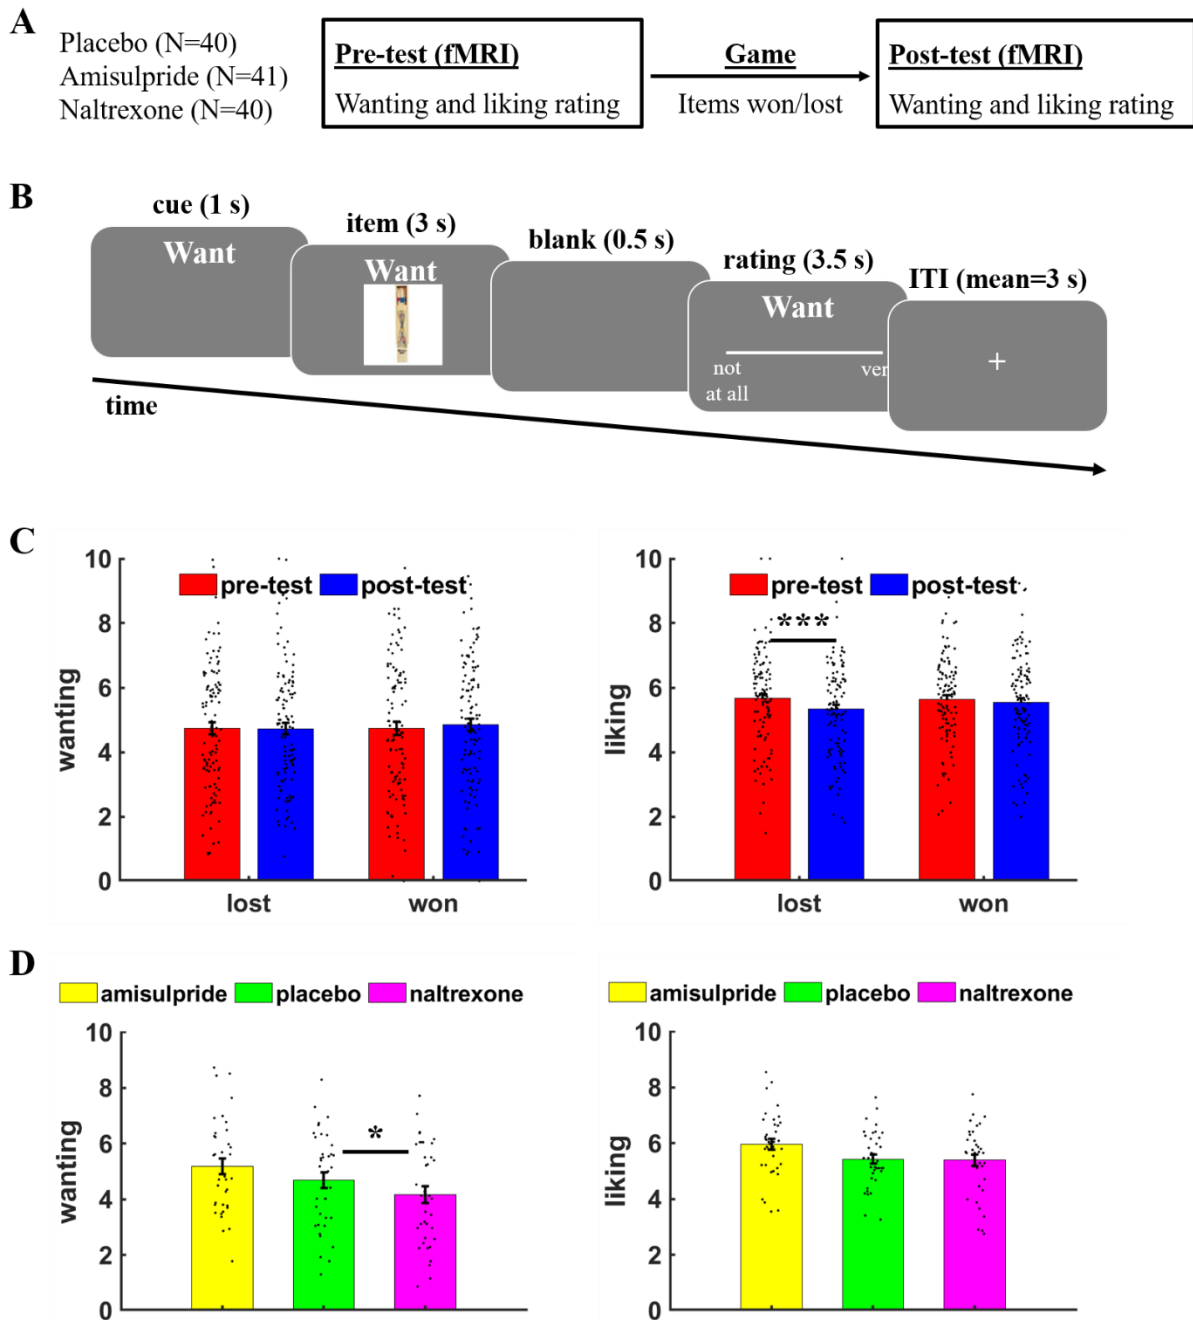 A
Placebo (N=40)
Amisulpride (N=41)
Naltrexone (N=40)
Pre-test (fMRI)
Wanting and liking rating
Game
Items won/lost
Post-test (fMRI)
Wanting and liking rating
B
cue (1 s)
Want
item (3 s)
Want
blank (0.5 s)
rating (3.5 s)
Want
not
at all
ver
ITI (mean=3 s)
+
time
C
10
8
6
4
2
0
wanting
pre-test post-test
lost won
10
8
6
4
2
0
liking
pre-test post-test
***
lost won
D
amisulpride placebo naltrexone
10
8
6
4
2
0
wanting
*
amisulpride placebo naltrexone
10
8
6
4
2
0
liking